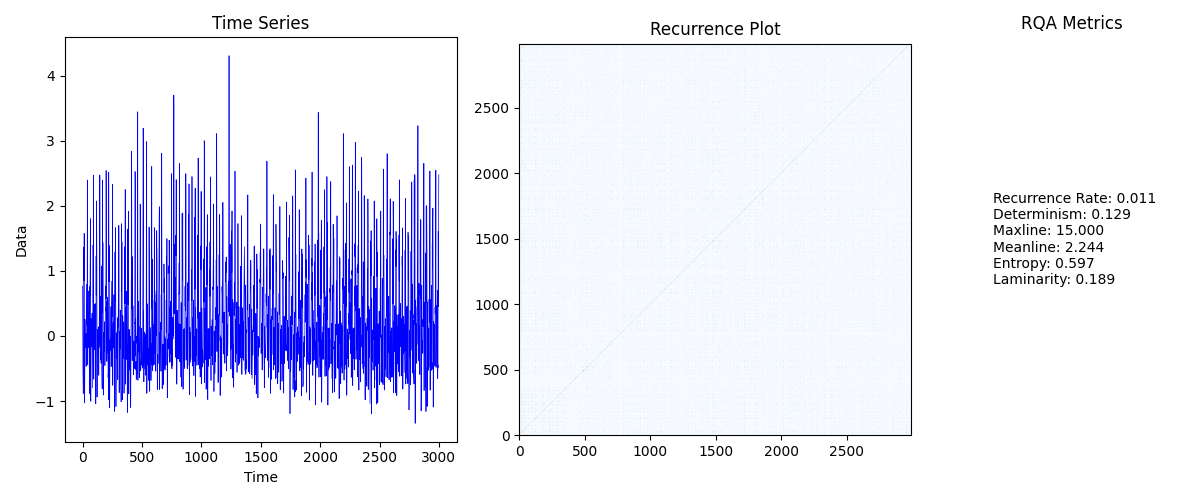 Time Series
Data
4
3
2
1
0
−1
0 500 1000 1500 2000 2500 3000
Time
Recurrence Plot
2500
2000
1500
1000
500
0
0 500 1000 1500 2000 2500
RQA Metrics
Recurrence Rate: 0.011
Determinism: 0.129
Maxline: 15.000
Meanline: 2.244
Entropy: 0.597
Laminarity: 0.189